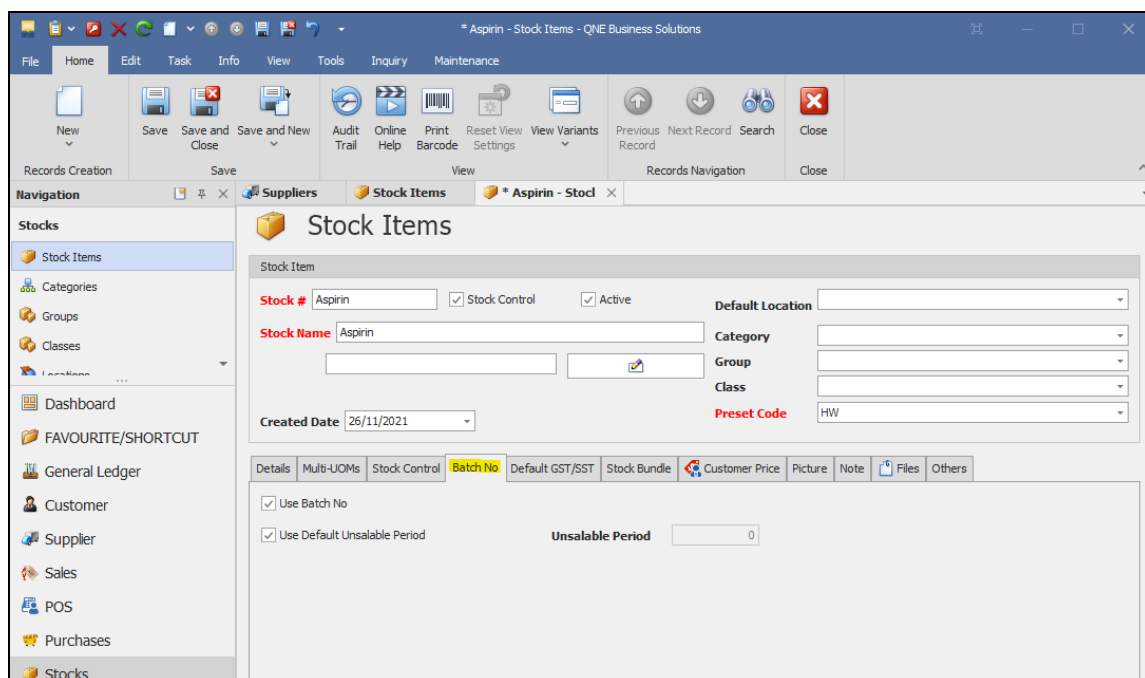 * Aspirin - Stock Items - QNE Business Solutions
File Home Edit Task Info View Tools Inquiry Maintenance
New Save Save and Close Save and New Audit Trail Online Help Print Barcode Reset View Settings View Variants Previous Record Next Record Search Close
Records Creation Save View Records Navigation Close
Navigation Suppliers Stock Items * Aspirin - Stocl
Stocks
Stock Items
Categories
Groups
Classes
Locations
Dashboard
FAVOURITE/SHORTCUT
General Ledger
Customer
Supplier
Sales
POS
Purchases
Stocks
Stock Items
Stock Item
Stock # Aspirin Stock Control Active Default Location
Stock Name Aspirin Category
Group
Class
Created Date 26/11/2021 Preset Code HW
Details Multi-UOMs Stock Control Batch No Default GST/SST Stock Bundle Customer Price Picture Note Files Others
Use Batch No
Use Default Unsalable Period Unsalable Period 0